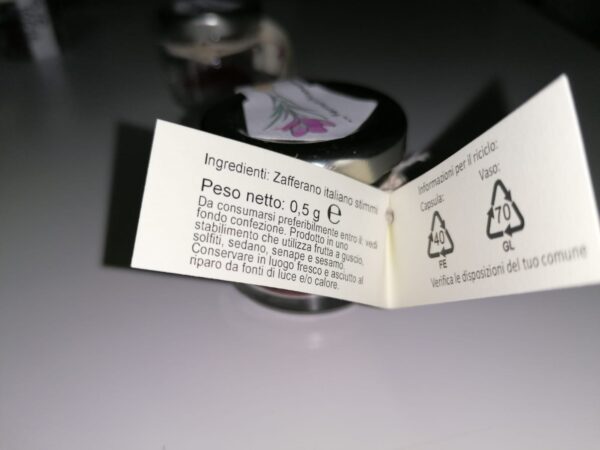 Ingredienti: Zafferano italiano stimmi
Peso netto: 0,5 g ℮
Da consumarsi preferibilmente entro il: vedi
fondo confezione. Prodotto in uno
stabilimento che utilizza frutta a guscio,
solfiti, sedano, senape e sesamo.
Conservare in luogo fresco e asciutto al
riparo da fonti di luce e/o calore.
Informazioni per il riciclo:
Capsula:
40
FE
Vaso:
70
GL
Verifica le disposizioni del tuo comune